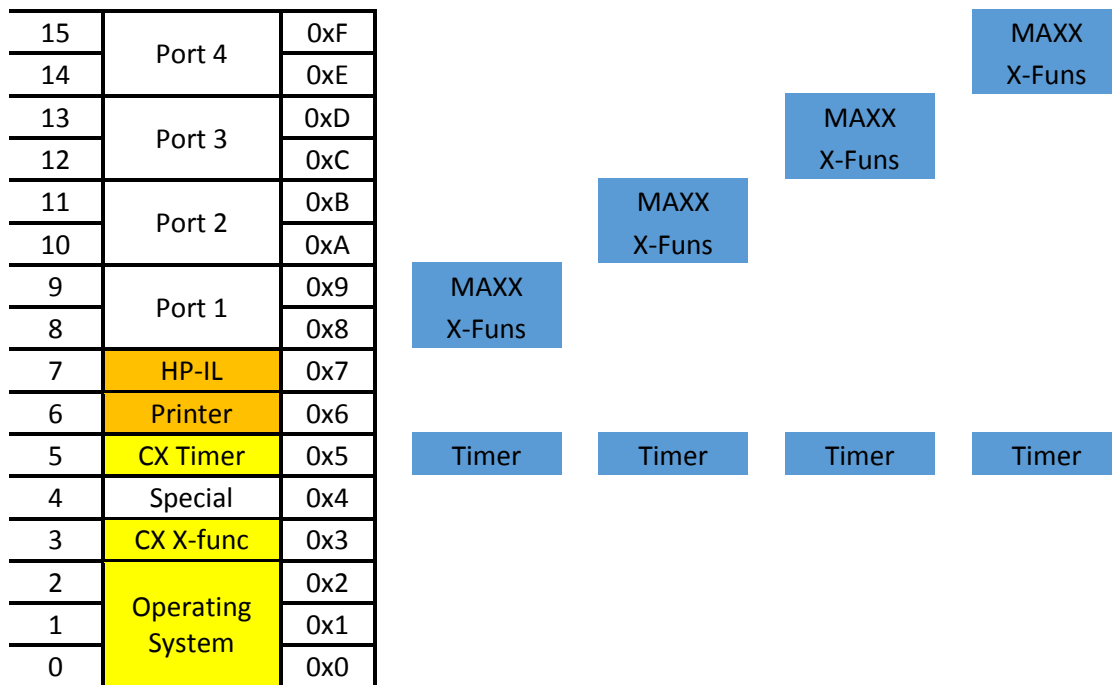 15 Port 4 0xF MAXX
14 0xE X-Funs
13 Port 3 0xD MAXX
12 0xC X-Funs
11 Port 2 0xB MAXX
10 0xA X-Funs
9 Port 1 0x9 MAXX
8 0x8 X-Funs
7 HP-IL 0x7
6 Printer 0x6
5 CX Timer 0x5 Timer Timer Timer Timer
4 Special 0x4
3 CX X-func 0x3
2 Operating 0x2
1 System 0x1
0 0x0